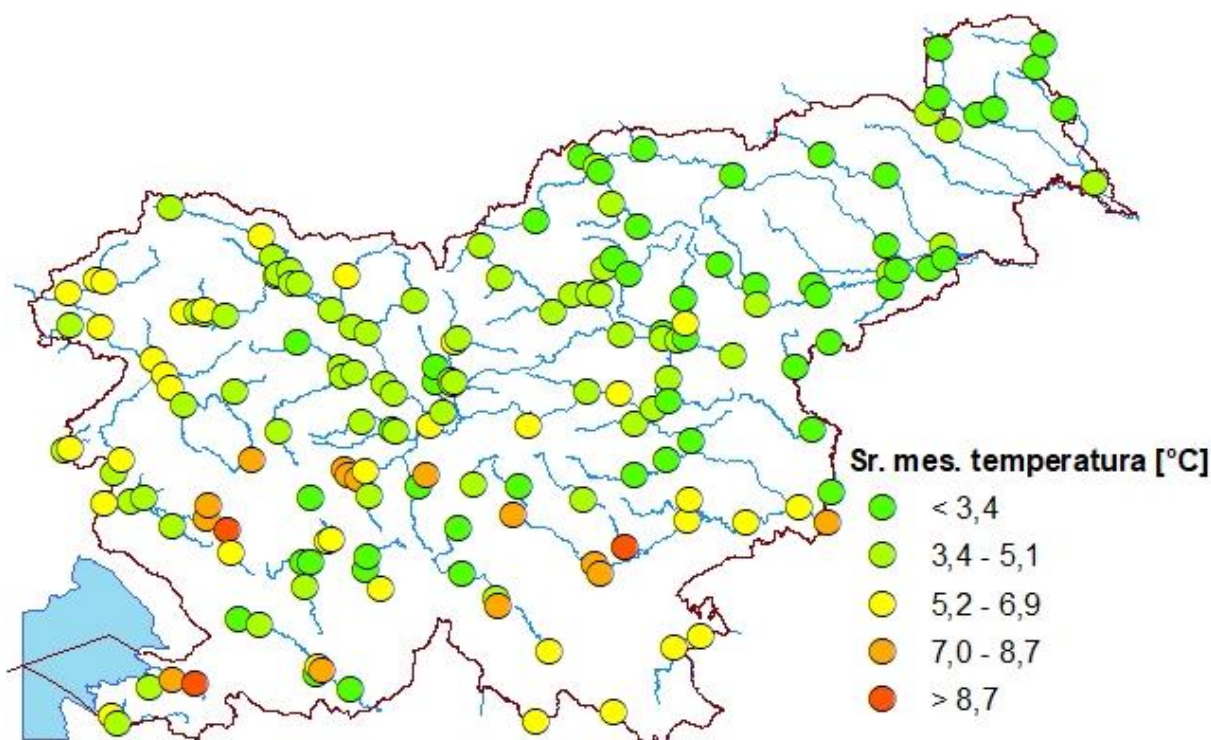 Sr. mes. temperatura [°C]
< 3,4
3,4 - 5,1
5,2 - 6,9
7,0 - 8,7
> 8,7